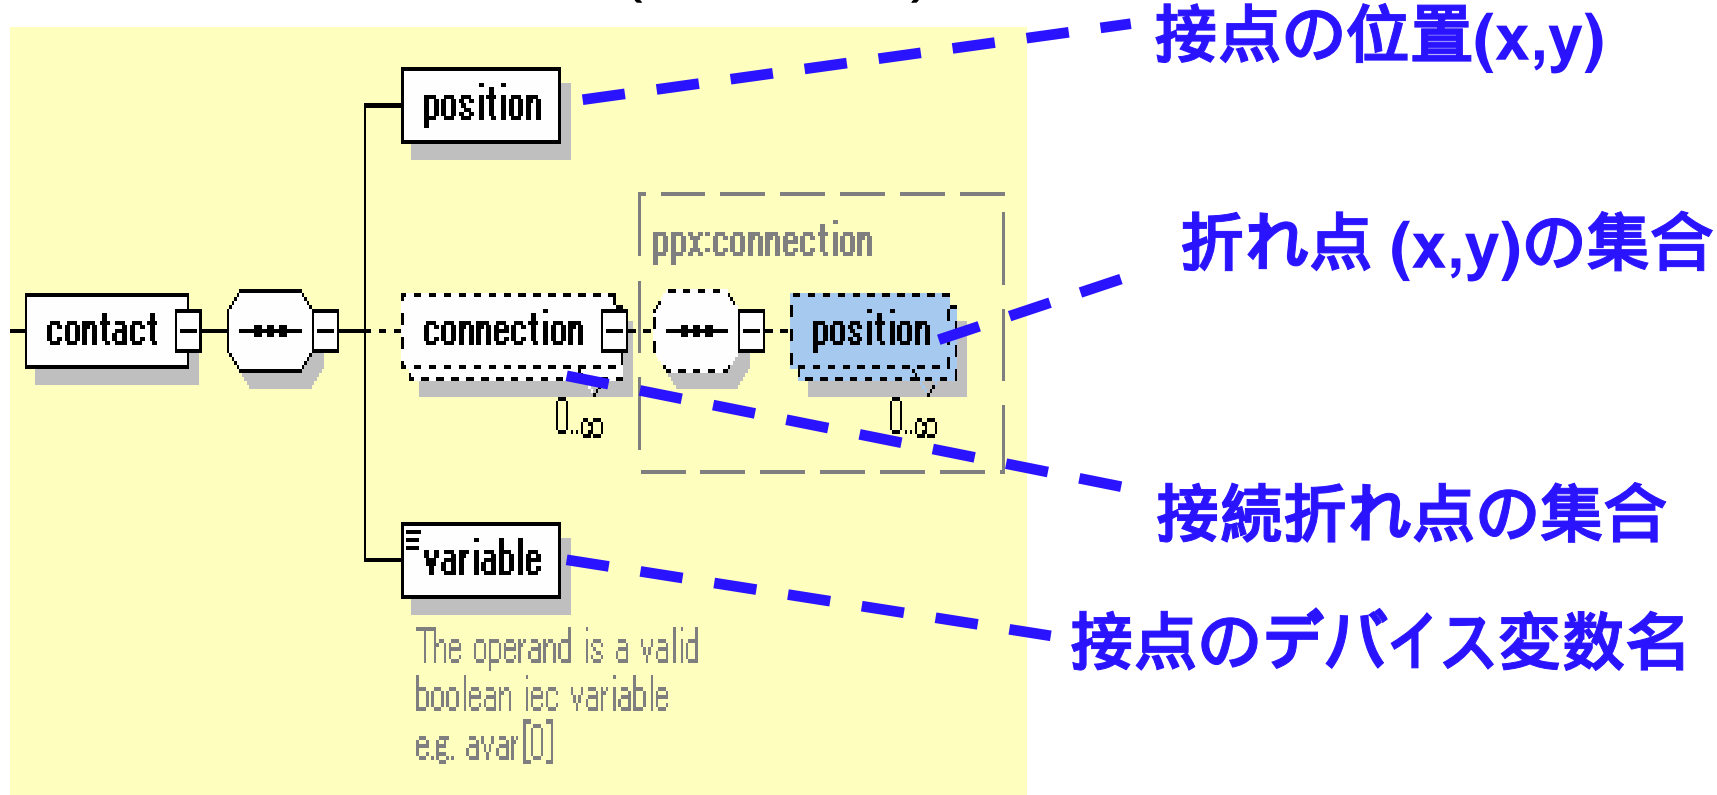 接点の位置(x,y)
position
折れ点 (x,y)の集合
ppx:connection
contact
connection
position
0..∞
0..∞
接続折れ点の集合
variable
接点のデバイス変数名
The operand is a valid
boolean iec variable
e.g. avar[0]